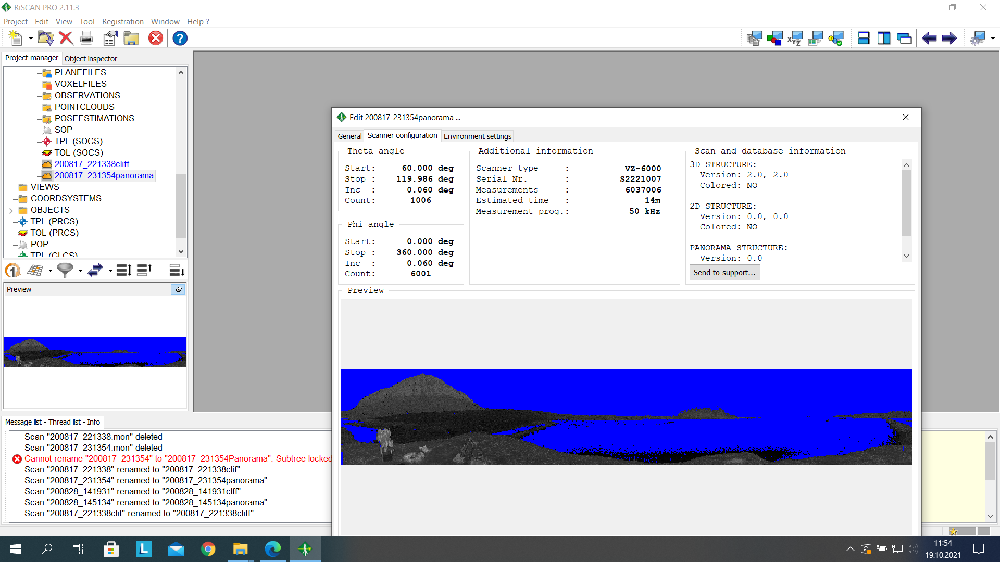 RiSCAN PRO 2.11.3
Project Edit View Tool Registration Window Help ?
Project manager Object inspector
PLANEFILES
VOXELFILES
OBSERVATIONS
POINTCLOUDS
POSEESTIMATIONS
SOP
TPL (SOCS)
TOL (SOCS)
200817_221338cliff
200817_231354panorama
VIEWS
COORDSYSTEMS
OBJECTS
TPL (PRCS)
TOL (PRCS)
POP
TPL (GLCS)
Preview
Edit 200817_231354panorama ...
General Scanner configuration Environment settings
Theta angle
Start: 60.000 deg
Stop : 119.986 deg
Inc : 0.060 deg
Count: 1006
Phi angle
Start: 0.000 deg
Stop : 360.000 deg
Inc : 0.060 deg
Count: 6001
Additional information
Scanner type : VZ-6000
Serial Nr. : S2221007
Measurements : 6037006
Estimated time : 14m
Measurement prog.: 50 kHz
Scan and database information
3D STRUCTURE:
Version: 2.0, 2.0
Colored: NO
2D STRUCTURE:
Version: 0.0, 0.0
Colored: NO
PANORAMA STRUCTURE:
Version: 0.0
Send to support...
Preview
Message list - Thread list - Info
Scan "200817_221338.mon" deleted
Scan "200817_231354.mon" deleted
Cannot rename "200817_231354" to "200817_231354Panorama": Subtree locked
Scan "200817_221338" renamed to "200817_221338clif"
Scan "200817_231354" renamed to "200817_231354panorama"
Scan "200828_141931" renamed to "200828_141931clff"
Scan "200828_145134" renamed to "200828_145134panorama"
Scan "200817_221338clif" renamed to "200817_221338cliff"
11:54
19.10.2021